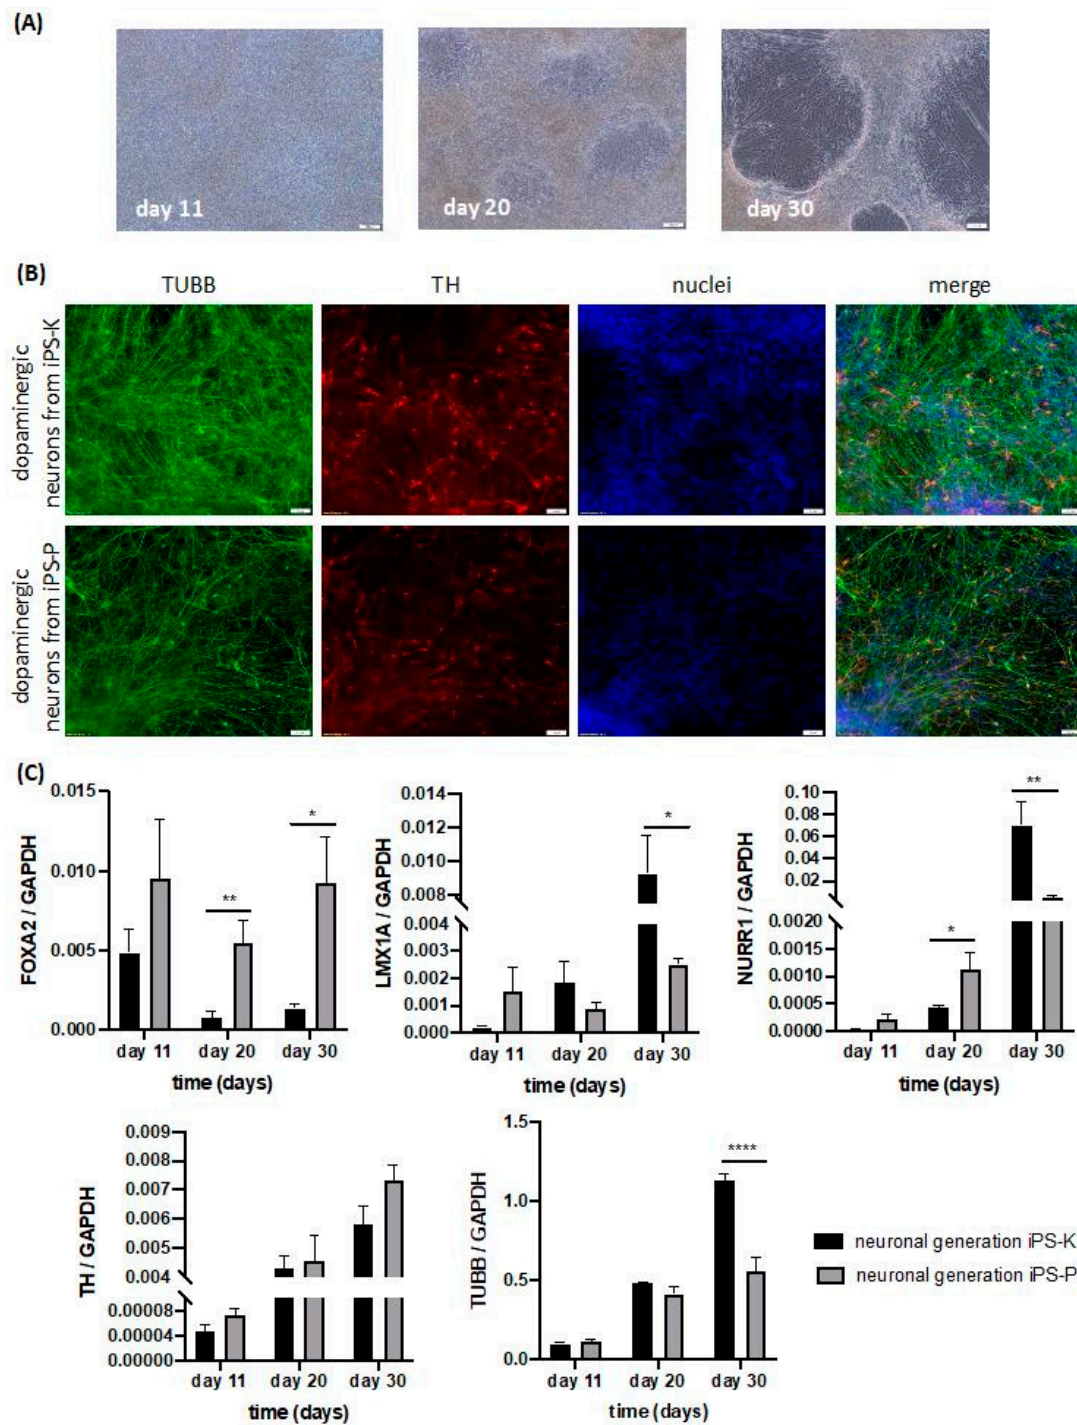 (A)
day 11
day 20
day 30
(B)
TUBB
TH
nuclei
merge
dopaminergic
neurons from iPS-K
dopaminergic
neurons from iPS-P
(C)
FOXA2 / GAPDH
0.015
0.010
0.005
0.000
**
*
day 11
day 20
day 30
time (days)
LMX1A / GAPDH
0.014
0.012
0.010
0.008
0.004
0.003
0.002
0.001
0.000
*
day 11
day 20
day 30
time (days)
NURR1 / GAPDH
0.10
0.08
0.06
0.04
0.02
0.0020
0.0015
0.0010
0.0005
0.0000
*
**
day 11
day 20
day 30
time (days)
TH / GAPDH
0.009
0.008
0.007
0.006
0.005
0.004
0.00008
0.00004
0.00000
day 11
day 20
day 30
time (days)
TUBB / GAPDH
1.5
1.0
0.5
0.0
****
day 11
day 20
day 30
time (days)
neuronal generation iPS-K
neuronal generation iPS-P